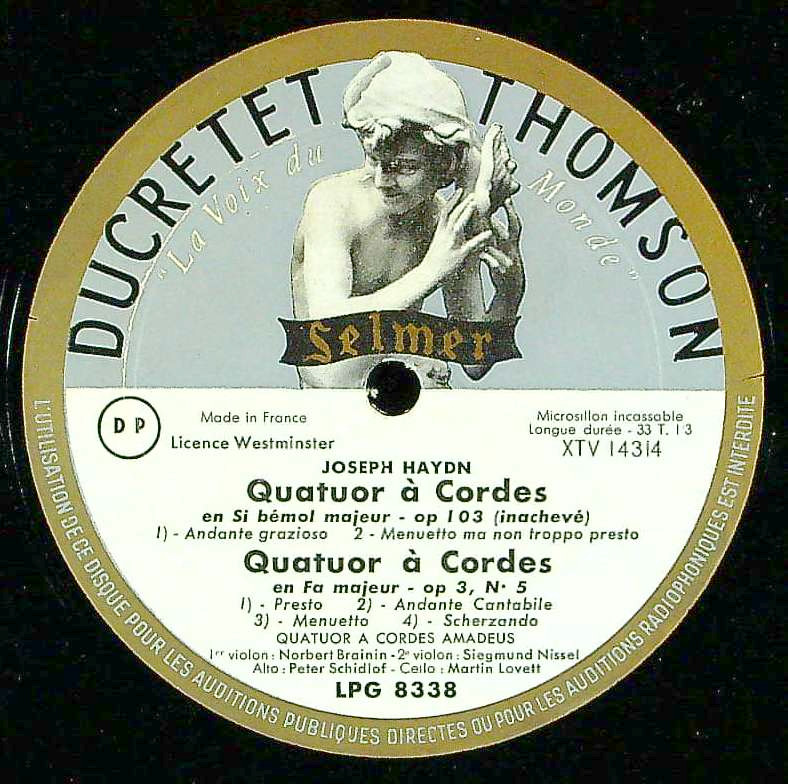 DUCRETET THOMSON
"La Voix du Monde"
Selmer
DP
Made in France
Licence Westminster
Microsillon incassable
Longue durée - 33 T. 1 3
XTV 14314
JOSEPH HAYDN
Quatuor à Cordes
en Si bémol majeur - op 103 (inachevé)
1) - Andante grazioso 2 - Menuetto ma non troppo presto
Quatuor à Cordes
en Fa majeur - op 3, N• 5
1) - Presto 2) - Andante Cantabile
3) - Menuetto 4) - Scherzando
QUATUOR A CORDES AMADEUS
1er violon : Norbert Brainin - 2e violon : Siegmund Nissel
Alto : Peter Schidlof - Cello : Martin Lovett
LPG 8338
L'UTILISATION DE CE DISQUE POUR LES AUDITIONS PUBLIQUES DIRECTES OU POUR LES AUDITIONS RADIOPHONIQUES EST INTERDITE